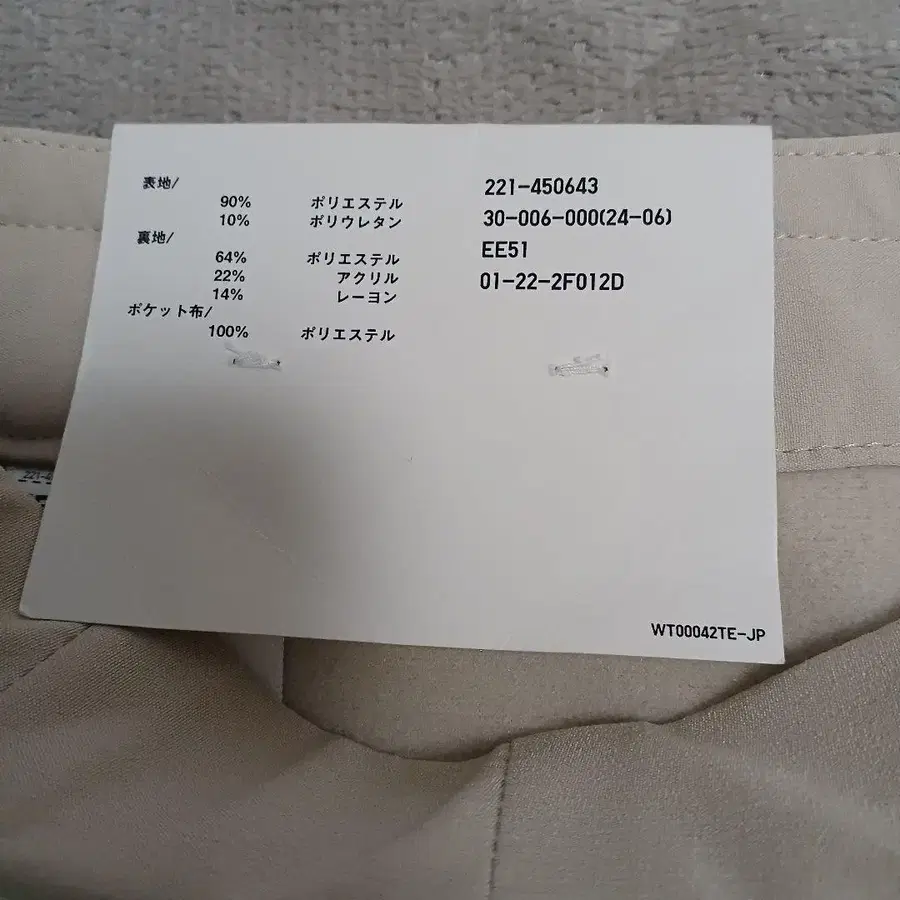 表地/
90% ポリエステル
10% ポリウレタン
裏地/
64% ポリエステル
22% アクリル
14% レーヨン
ポケット布/
100% ポリエステル
221-450643
30-006-000(24-06)
EE51
01-22-2F012D
WT00042TE-JP